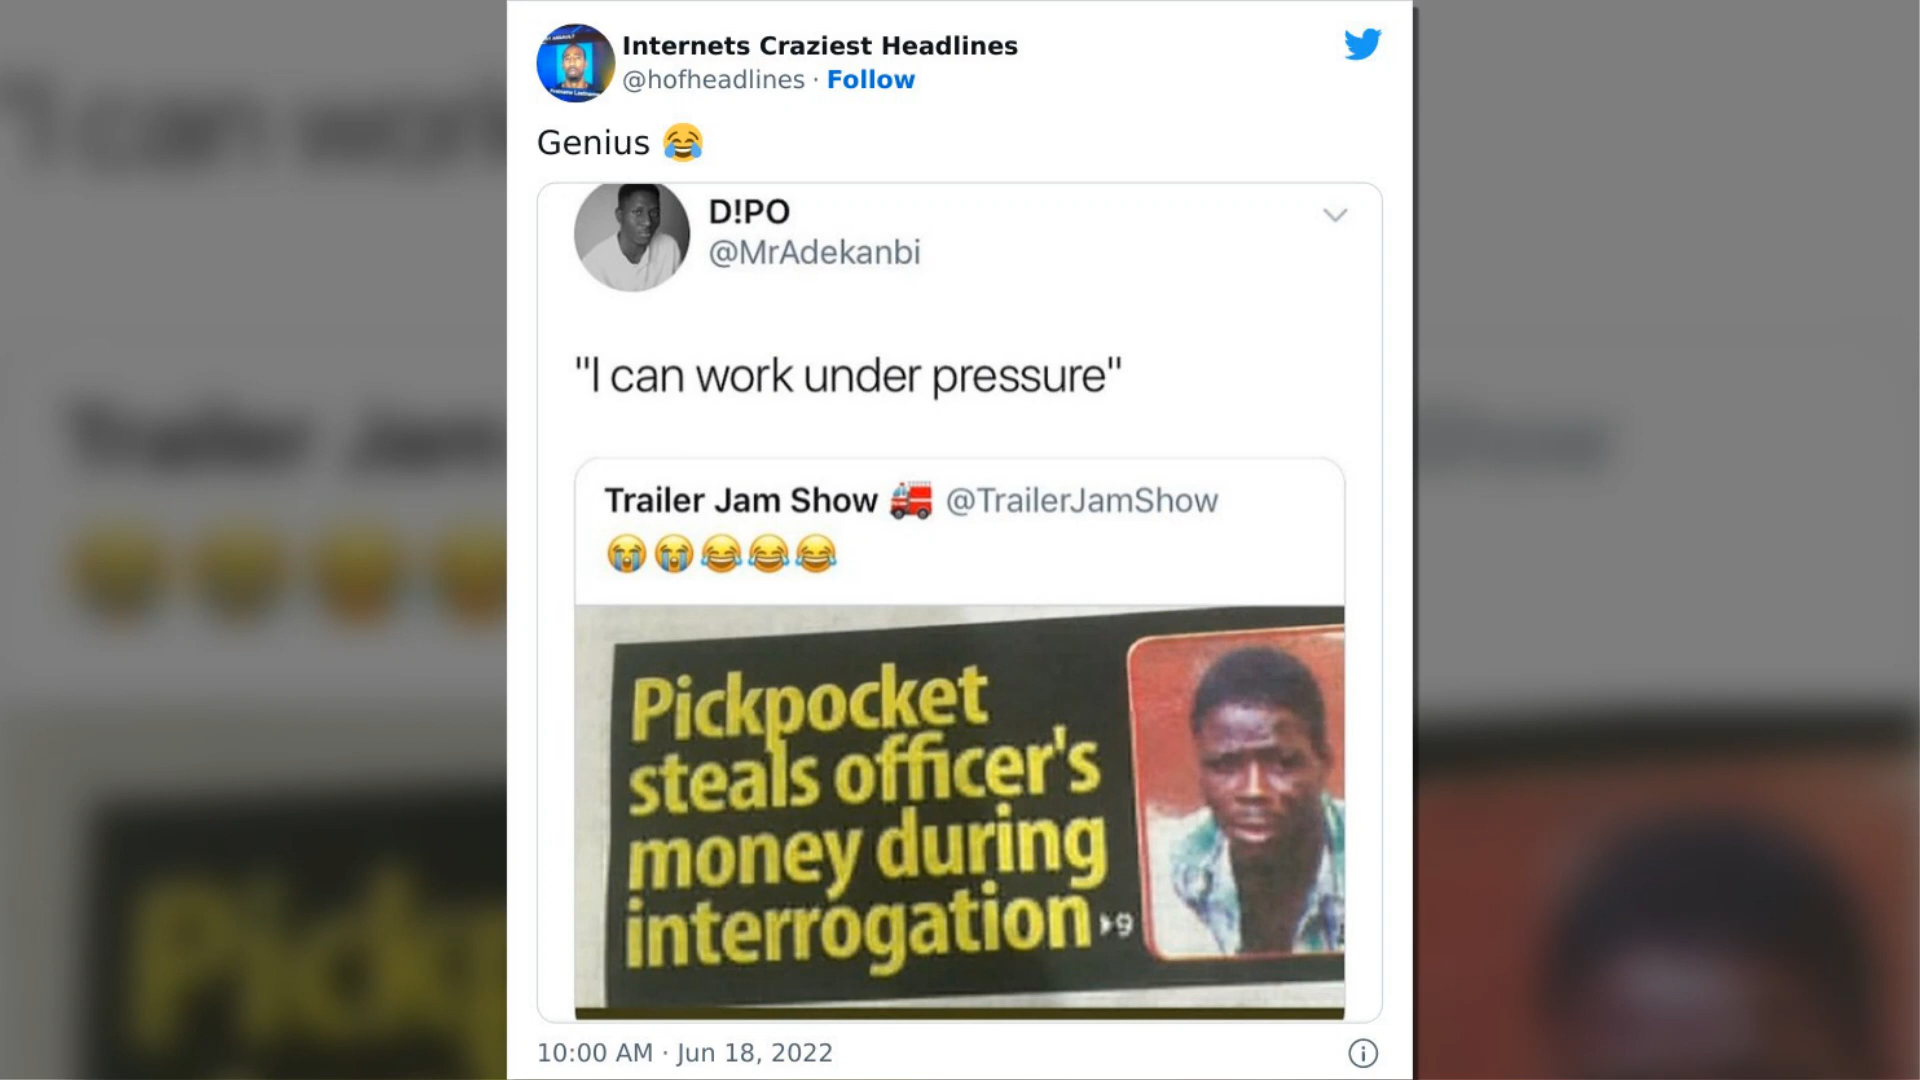 Internets Craziest Headlines
@hofheadlines · Follow
Genius 😂
D!PO
@MrAdekanbi
"I can work under pressure"
Trailer Jam Show 🚒 @TrailerJamShow
😭😭😂😂😂
Pickpocket
steals officer's
money during
interrogation ▸9
10:00 AM · Jun 18, 2022